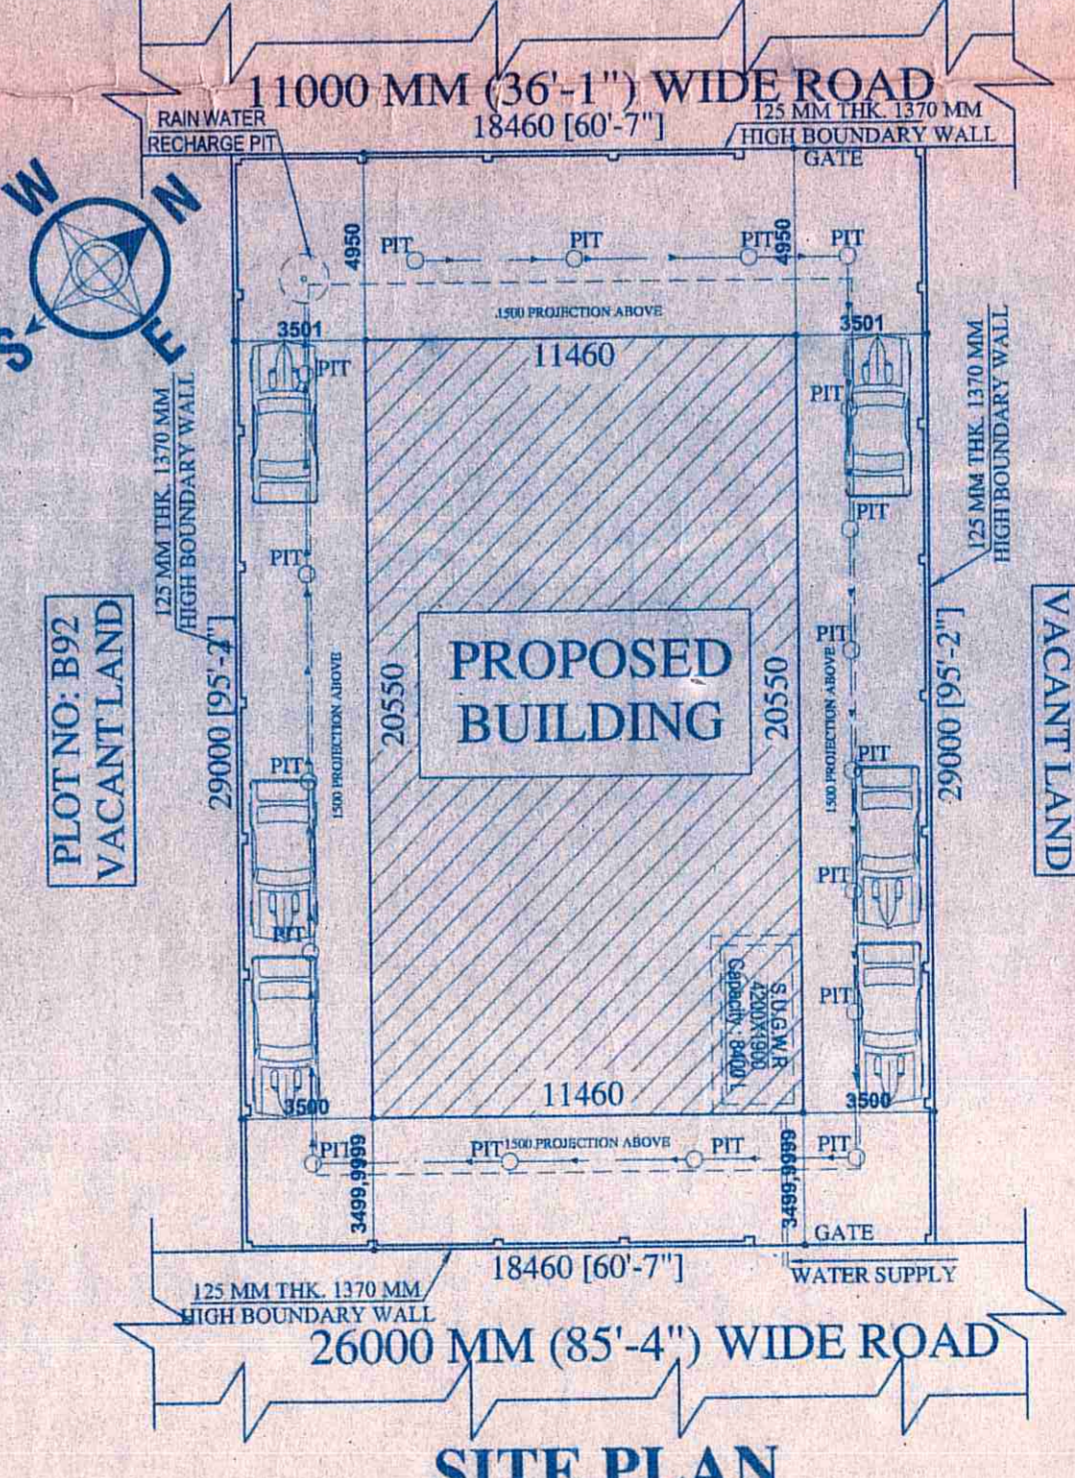 11000 MM (36'-1") WIDE ROAD
18460 [60'-7"]
RAIN WATER
RECHARGE PIT
125 MM THK. 1370 MM
HIGH BOUNDARY WALL
GATE
W
N
S
E
4950
PIT
PIT
PIT
4950
PIT
1500 PROJECTION ABOVE
3501
11460
3501
PIT
PIT
125 MM THK. 1370 MM
HIGH BOUNDARY WALL
125 MM THK. 1370 MM
HIGH BOUNDARY WALL
PIT
PIT
PIT
PLOT NO: B92
VACANT LAND
29000 [95'-2"]
1500 PROJECTION ABOVE
20550
PROPOSED
BUILDING
20550
1500 PROJECTION ABOVE
29000 [95'-2"]
VACANT LAND
PIT
PIT
PIT
PIT
PIT
S.U.G.W.R
4200X1900
Capacity : 8400 L
3500
11460
3500
PIT
3499,9999
PIT
1500 PROJECTION ABOVE
PIT
3499,9999
PIT
GATE
18460 [60'-7"]
WATER SUPPLY
125 MM THK. 1370 MM
HIGH BOUNDARY WALL
26000 MM (85'-4") WIDE ROAD
SITE PLAN